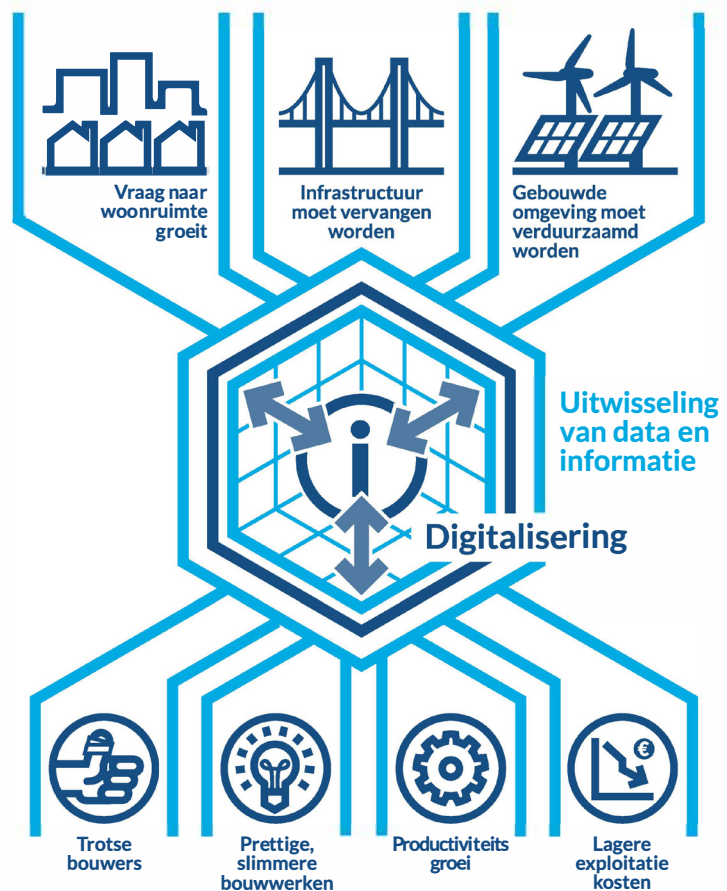 Vraag naar
woonruimte
groeit
Infrastructuur
moet vervangen
worden
Gebouwde
omgeving moet
verduurzaamd
worden
Uitwisseling
van data en
informatie
i
Digitalisering
€
Trotse
bouwers
Prettige,
slimmere
bouwwerken
Productiviteits
groei
Lagere
exploitatie
kosten